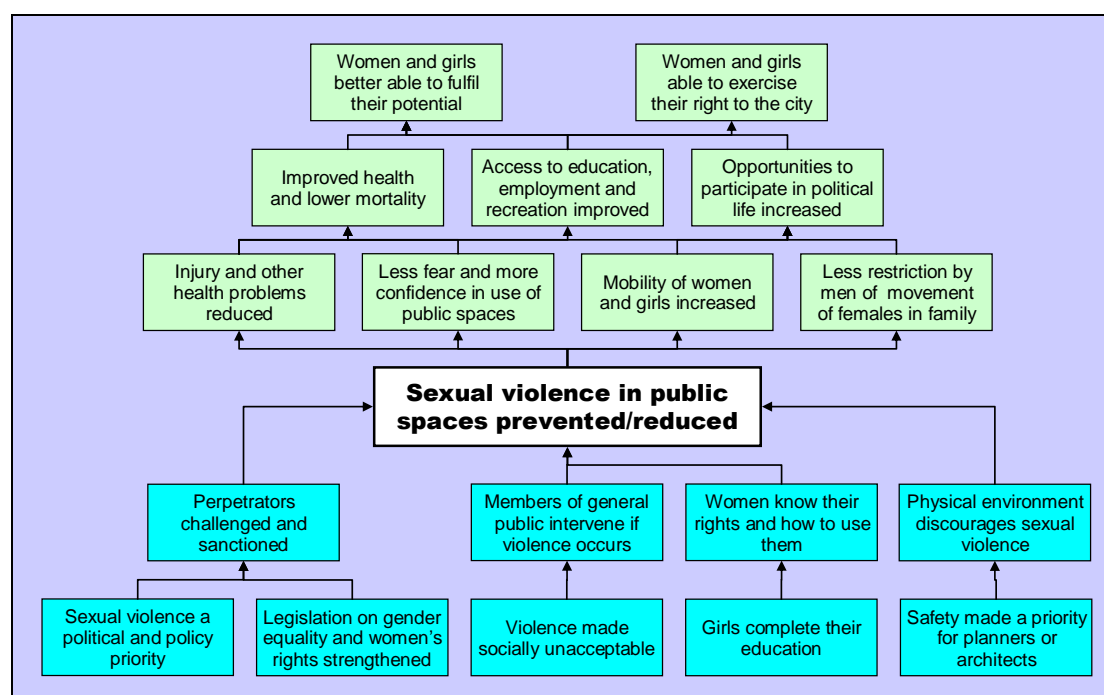 Women and girls
better able to fulfil
their potential
Women and girls
able to exercise
their right to the city
Improved health
and lower mortality
Access to education,
employment and
recreation improved
Opportunities to
participate in political
life increased
Injury and other
health problems
reduced
Less fear and more
confidence in use of
public spaces
Mobility of women
and girls increased
Less restriction by
men of movement
of females in family
Sexual violence in public
spaces prevented/reduced
Perpetrators
challenged and
sanctioned
Members of general
public intervene if
violence occurs
Women know their
rights and how to use
them
Physical environment
discourages sexual
violence
Sexual violence a
political and policy
priority
Legislation on gender
equality and women's
rights strengthened
Violence made
socially unacceptable
Girls complete their
education
Safety made a priority
for planners or
architects